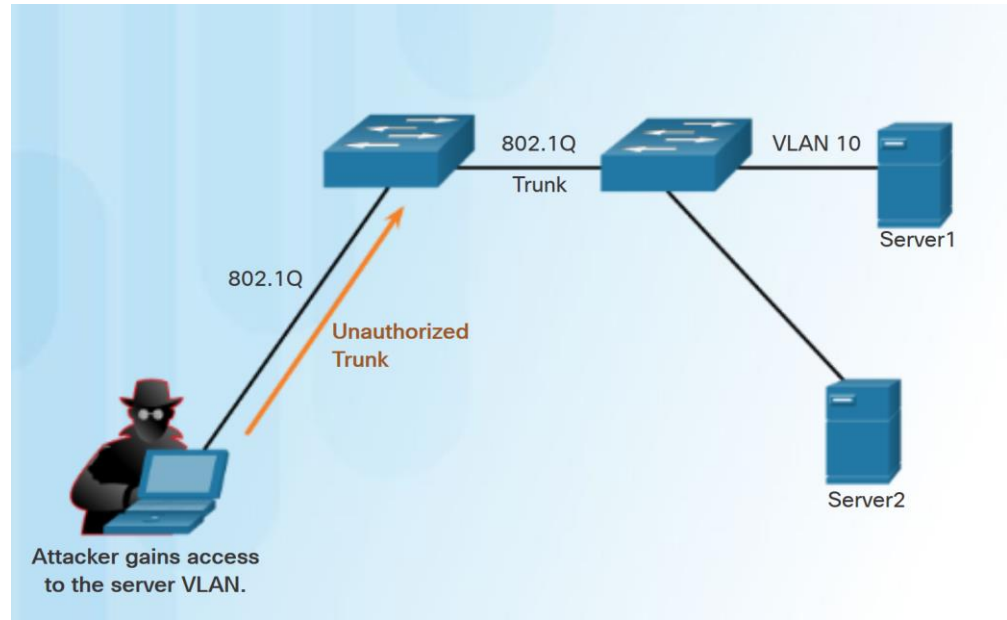 802.1Q
Trunk
VLAN 10
Server1
802.1Q
Unauthorized
Trunk
Server2
Attacker gains access
to the server VLAN.